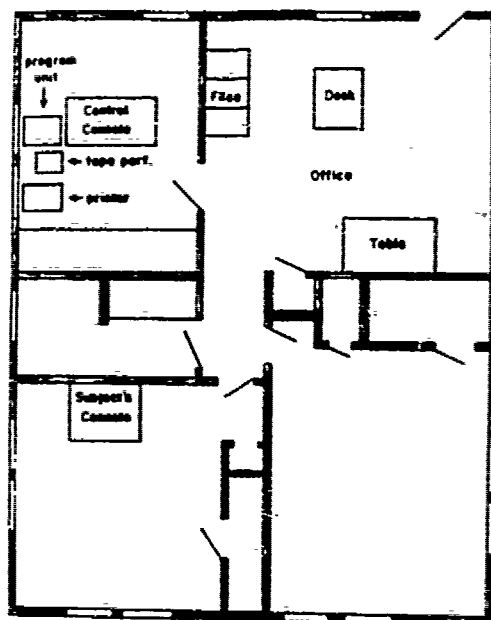 program
unit
Control
Console
tape perf.
printer
Files
Desk
Office
Table
Subject's
Console